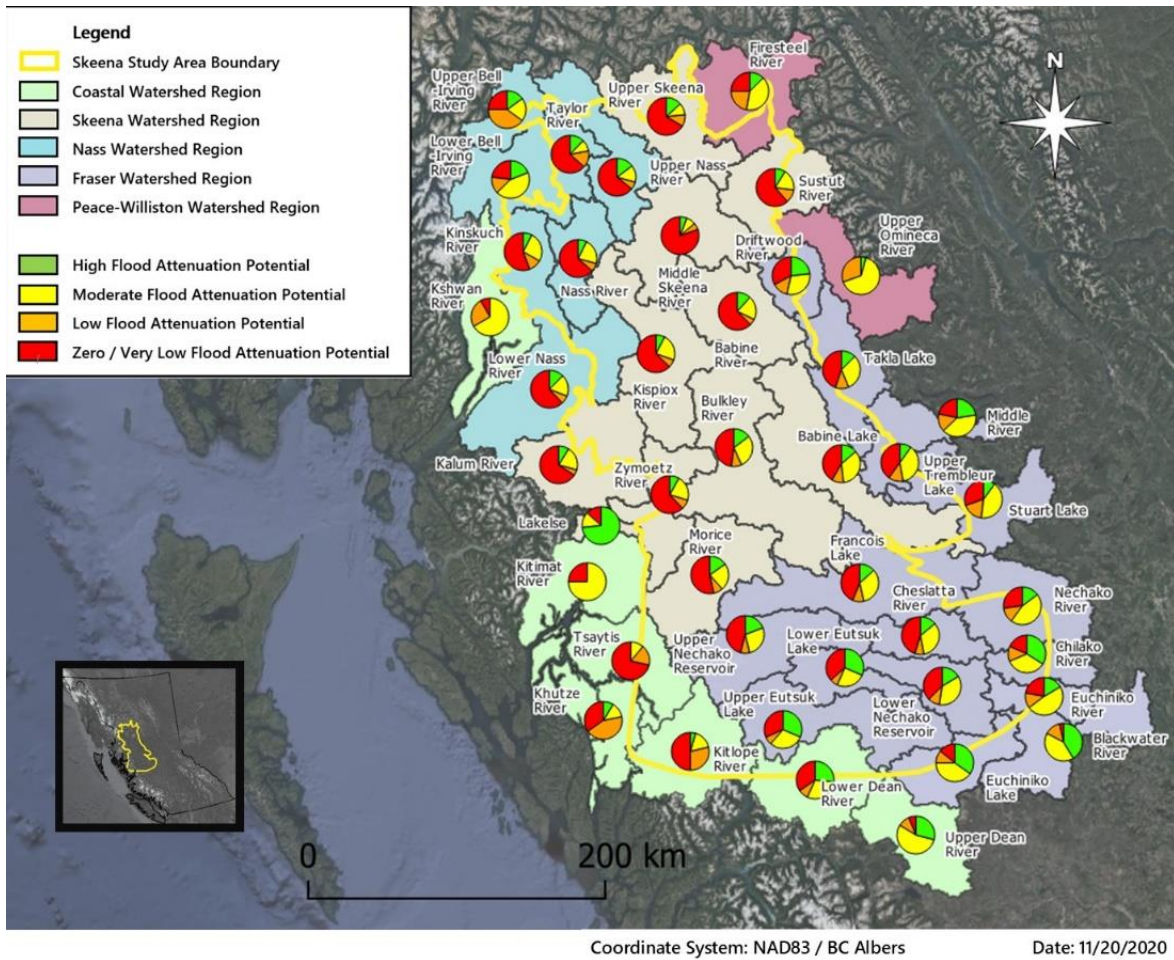 Legend
Skeena Study Area Boundary
Coastal Watershed Region
Skeena Watershed Region
Nass Watershed Region
Fraser Watershed Region
Peace-Williston Watershed Region
High Flood Attenuation Potential
Moderate Flood Attenuation Potential
Low Flood Attenuation Potential
Zero / Very Low Flood Attenuation Potential
Firesteel
River
N
Upper Bell
-Irving
River
Upper Skeena
River
Taylor
River
Lower Bell
-Irving
River
Upper Nass
River
Sustut
River
Kinskuch
River
Driftwood
River
Upper
Omineca
River
Kshwan
River
Nass River
Middle
Skeena
River
Babine
River
Takla Lake
Lower Nass
River
Kispiox
River
Bulkley
River
Middle
River
Kalum River
Zymoetz
River
Babine Lake
Upper
Trembleur
Lake
Stuart Lake
Lakelse
Morice
River
Francois
Lake
Kitimat
River
Cheslatta
River
Nechako
River
Tsaytis
River
Upper
Nechako
Reservoir
Lower Eutsuk
Lake
Chilako
River
Khutze
River
Upper Eutsuk
Lake
Lower
Nechako
Reservoir
Euchiniko
River
Blackwater
River
Kitlope
River
Lower Dean
River
Euchiniko
Lake
Upper Dean
River
0
200 km
Coordinate System: NAD83 / BC Albers
Date: 11/20/2020